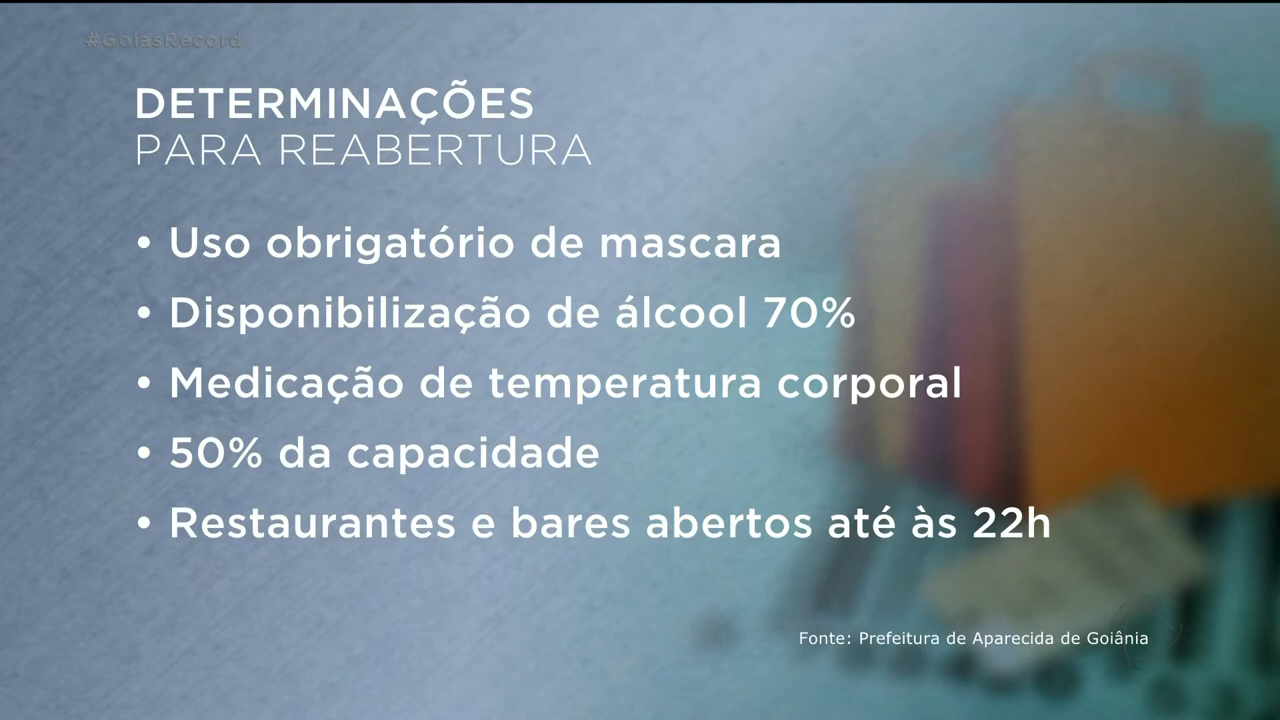 #GoiasRecord
DETERMINAÇÕES
PARA REABERTURA
• Uso obrigatório de mascara
• Disponibilização de álcool 70%
• Medicação de temperatura corporal
• 50% da capacidade
• Restaurantes e bares abertos até às 22h
Fonte: Prefeitura de Aparecida de Goiânia